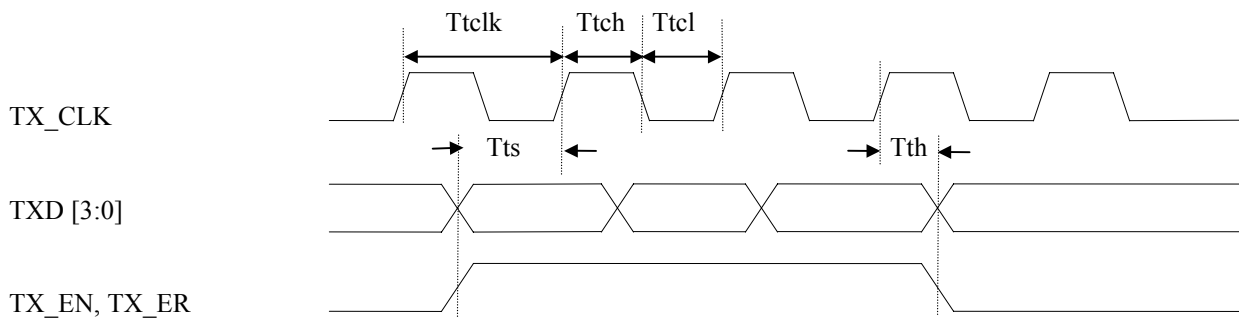 Ttclk Ttch Ttcl
TX_CLK
Tts Tth
TXD [3:0]
TX_EN, TX_ER